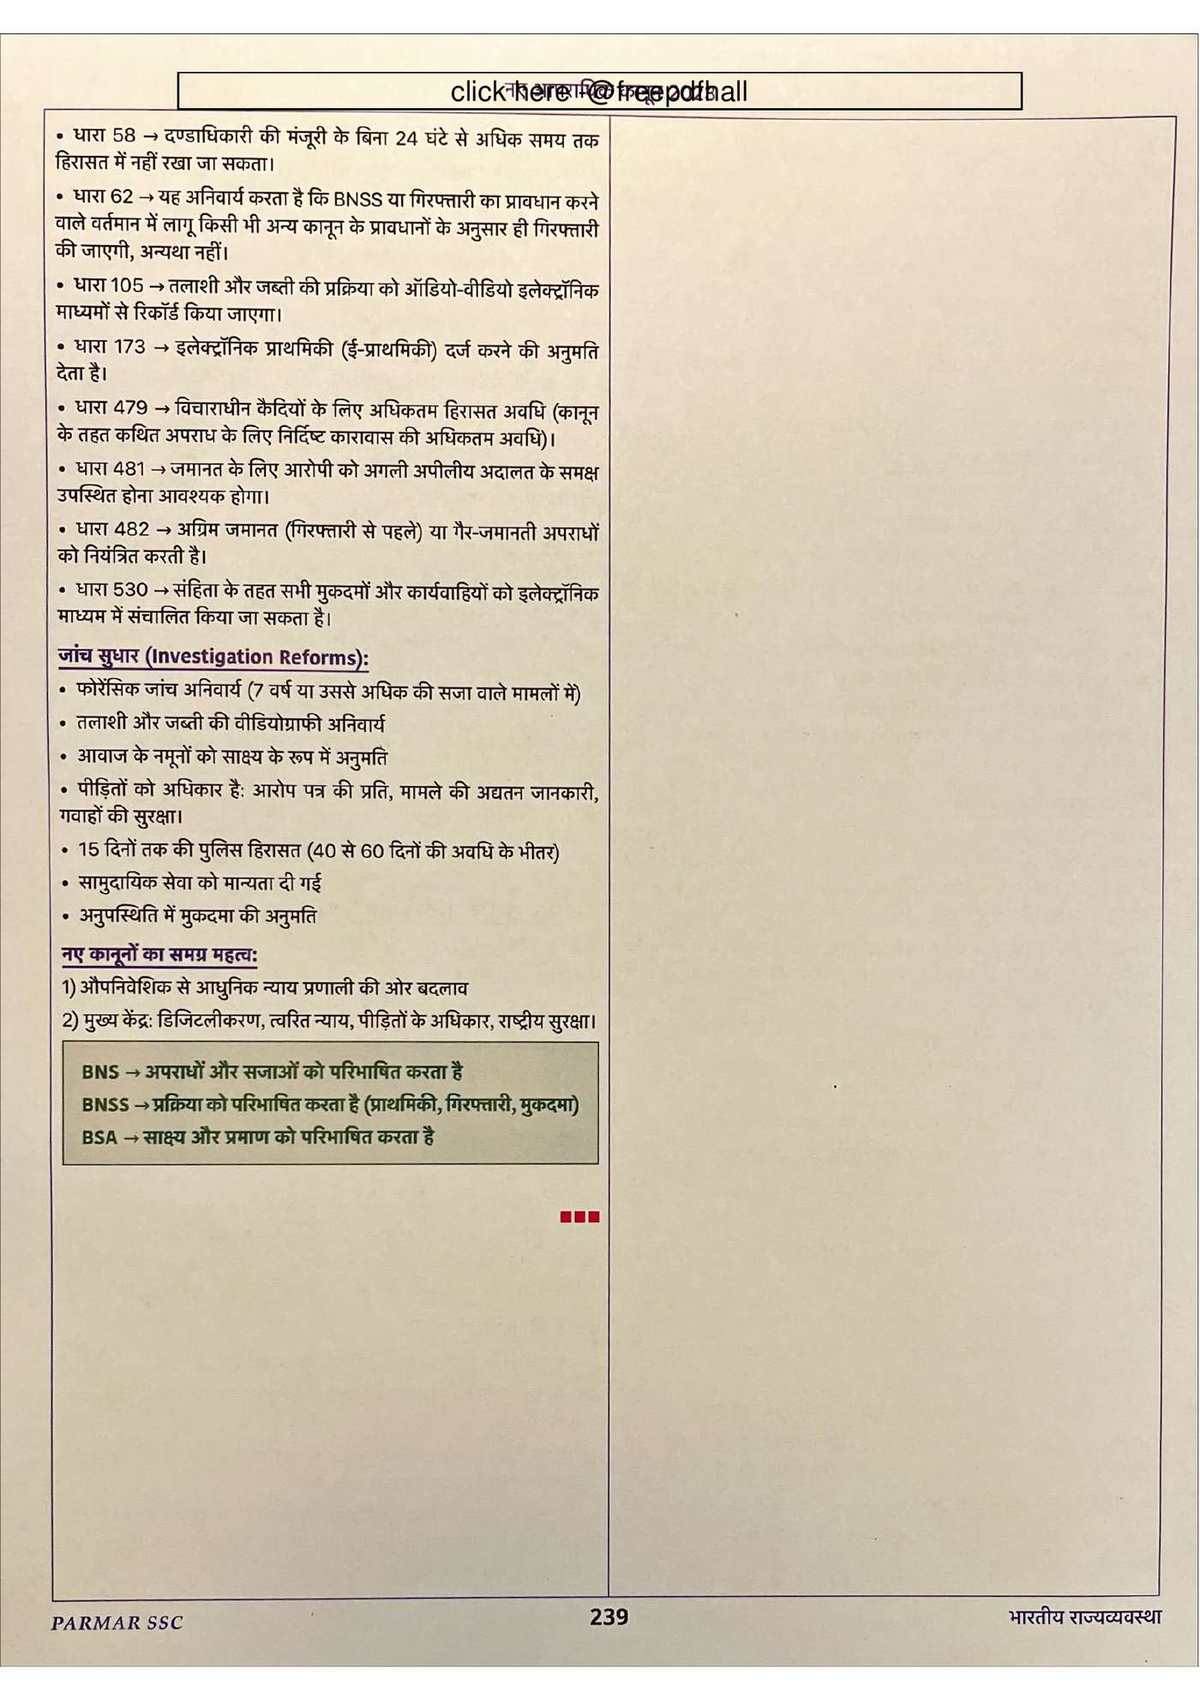 click here -@freepdfhall
• धारा 58 → दण्डाधिकारी की मंजूरी के बिना 24 घंटे से अधिक समय तक
हिरासत में नहीं रखा जा सकता।
• धारा 62 → यह अनिवार्य करता है कि BNSS या गिरफ्तारी का प्रावधान करने
वाले वर्तमान में लागू किसी भी अन्य कानून के प्रावधानों के अनुसार ही गिरफ्तारी
की जाएगी, अन्यथा नहीं।
• धारा 105 → तलाशी और जब्ती की प्रक्रिया को ऑडियो-वीडियो इलेक्ट्रॉनिक
माध्यमों से रिकॉर्ड किया जाएगा।
• धारा 173 → इलेक्ट्रॉनिक प्राथमिकी (ई-प्राथमिकी) दर्ज करने की अनुमति
देता है।
• धारा 479 → विचाराधीन कैदियों के लिए अधिकतम हिरासत अवधि (कानून
के तहत कथित अपराध के लिए निर्दिष्ट कारावास की अधिकतम अवधि)।
• धारा 481 → जमानत के लिए आरोपी को अगली अपीलीय अदालत के समक्ष
उपस्थित होना आवश्यक होगा।
• धारा 482 → अग्रिम जमानत (गिरफ्तारी से पहले) या गैर-जमानती अपराधों
को नियंत्रित करती है।
• धारा 530 → संहिता के तहत सभी मुकदमों और कार्यवाहियों को इलेक्ट्रॉनिक
माध्यम में संचालित किया जा सकता है।
जांच सुधार (Investigation Reforms):
• फोरेंसिक जांच अनिवार्य (7 वर्ष या उससे अधिक की सजा वाले मामलों में)
• तलाशी और जब्ती की वीडियोग्राफी अनिवार्य
• आवाज के नमूनों को साक्ष्य के रूप में अनुमति
• पीड़ितों को अधिकार है: आरोप पत्र की प्रति, मामले की अद्यतन जानकारी,
गवाहों की सुरक्षा।
• 15 दिनों तक की पुलिस हिरासत (40 से 60 दिनों की अवधि के भीतर)
• सामुदायिक सेवा को मान्यता दी गई
• अनुपस्थिति में मुकदमा की अनुमति
नए कानूनों का समग्र महत्व:
1) औपनिवेशिक से आधुनिक न्याय प्रणाली की ओर बदलाव
2) मुख्य केंद्र: डिजिटलीकरण, त्वरित न्याय, पीड़ितों के अधिकार, राष्ट्रीय सुरक्षा।
BNS → अपराधों और सजाओं को परिभाषित करता है
BNSS → प्रक्रिया को परिभाषित करता है (प्राथमिकी, गिरफ्तारी, मुकदमा)
BSA → साक्ष्य और प्रमाण को परिभाषित करता है
PARMAR SSC
239
भारतीय राज्यव्यवस्था